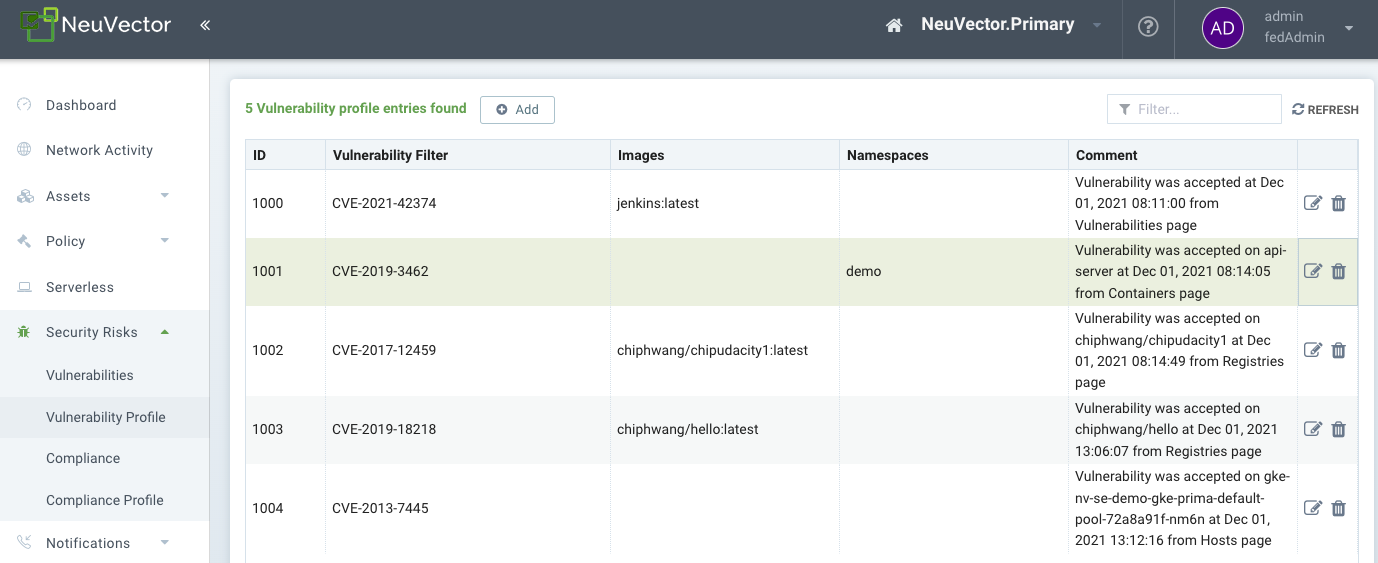 NeuVector «
NeuVector.Primary
?
AD
admin
fedAdmin
Dashboard
Network Activity
Assets
Policy
Serverless
Security Risks
Vulnerabilities
Vulnerability Profile
Compliance
Compliance Profile
Notifications
5 Vulnerability profile entries found
Add
Filter...
REFRESH
ID Vulnerability Filter Images Namespaces Comment
1000 CVE-2021-42374 jenkins:latest
Vulnerability was accepted at Dec
01, 2021 08:11:00 from
Vulnerabilities page
1001 CVE-2019-3462 demo
Vulnerability was accepted on api-
server at Dec 01, 2021 08:14:05
from Containers page
1002 CVE-2017-12459 chiphwang/chipudacity1:latest
Vulnerability was accepted on
chiphwang/chipudacity1 at Dec
01, 2021 08:14:49 from Registries
page
1003 CVE-2019-18218 chiphwang/hello:latest
Vulnerability was accepted on
chiphwang/hello at Dec 01, 2021
13:06:07 from Registries page
1004 CVE-2013-7445
Vulnerability was accepted on gke-
nv-se-demo-gke-prima-default-
pool-72a8a91f-nm6n at Dec 01,
2021 13:12:16 from Hosts page